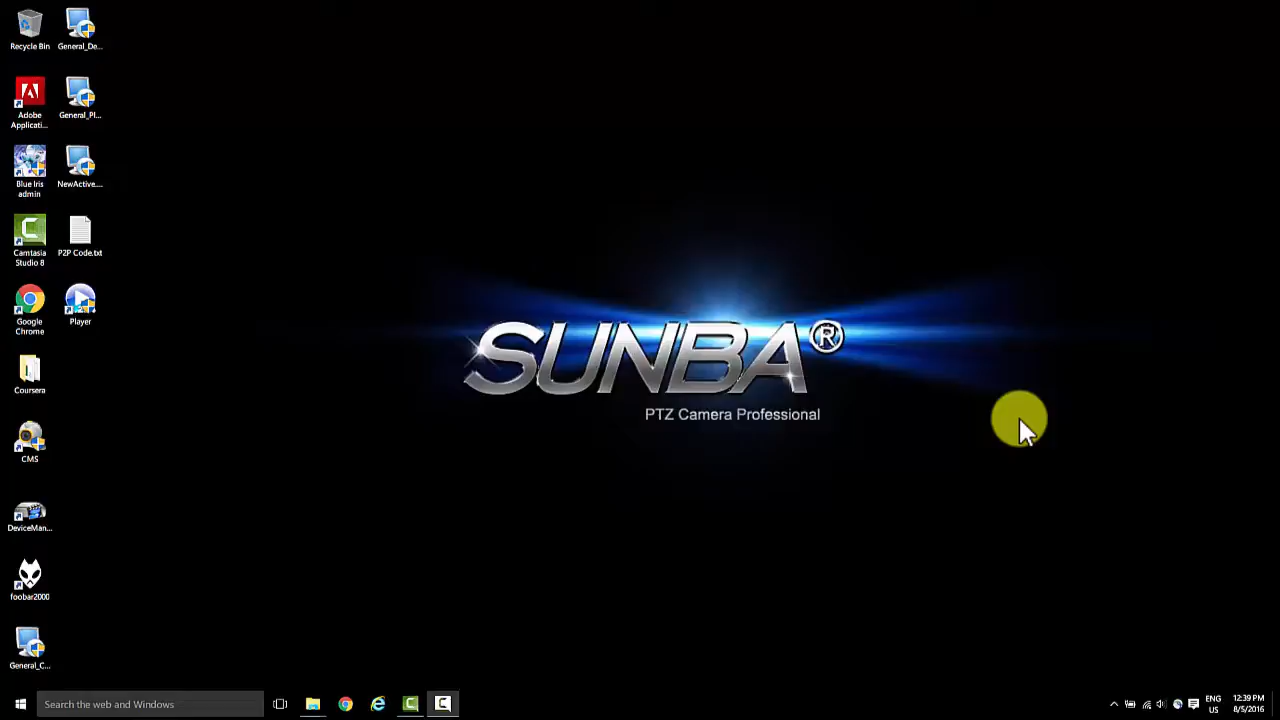 Recycle Bin
General_De...
Adobe
Applicati...
General_Pl...
Blue Iris
admin
NewActive....
Camtasia
Studio 8
P2P Code.txt
Google
Chrome
Player
Coursera
CMS
DeviceMan...
foobar2000
General_C...
SUNBA®
PTZ Camera Professional
Search the web and Windows
ENG
US
12:39 PM
8/5/2016